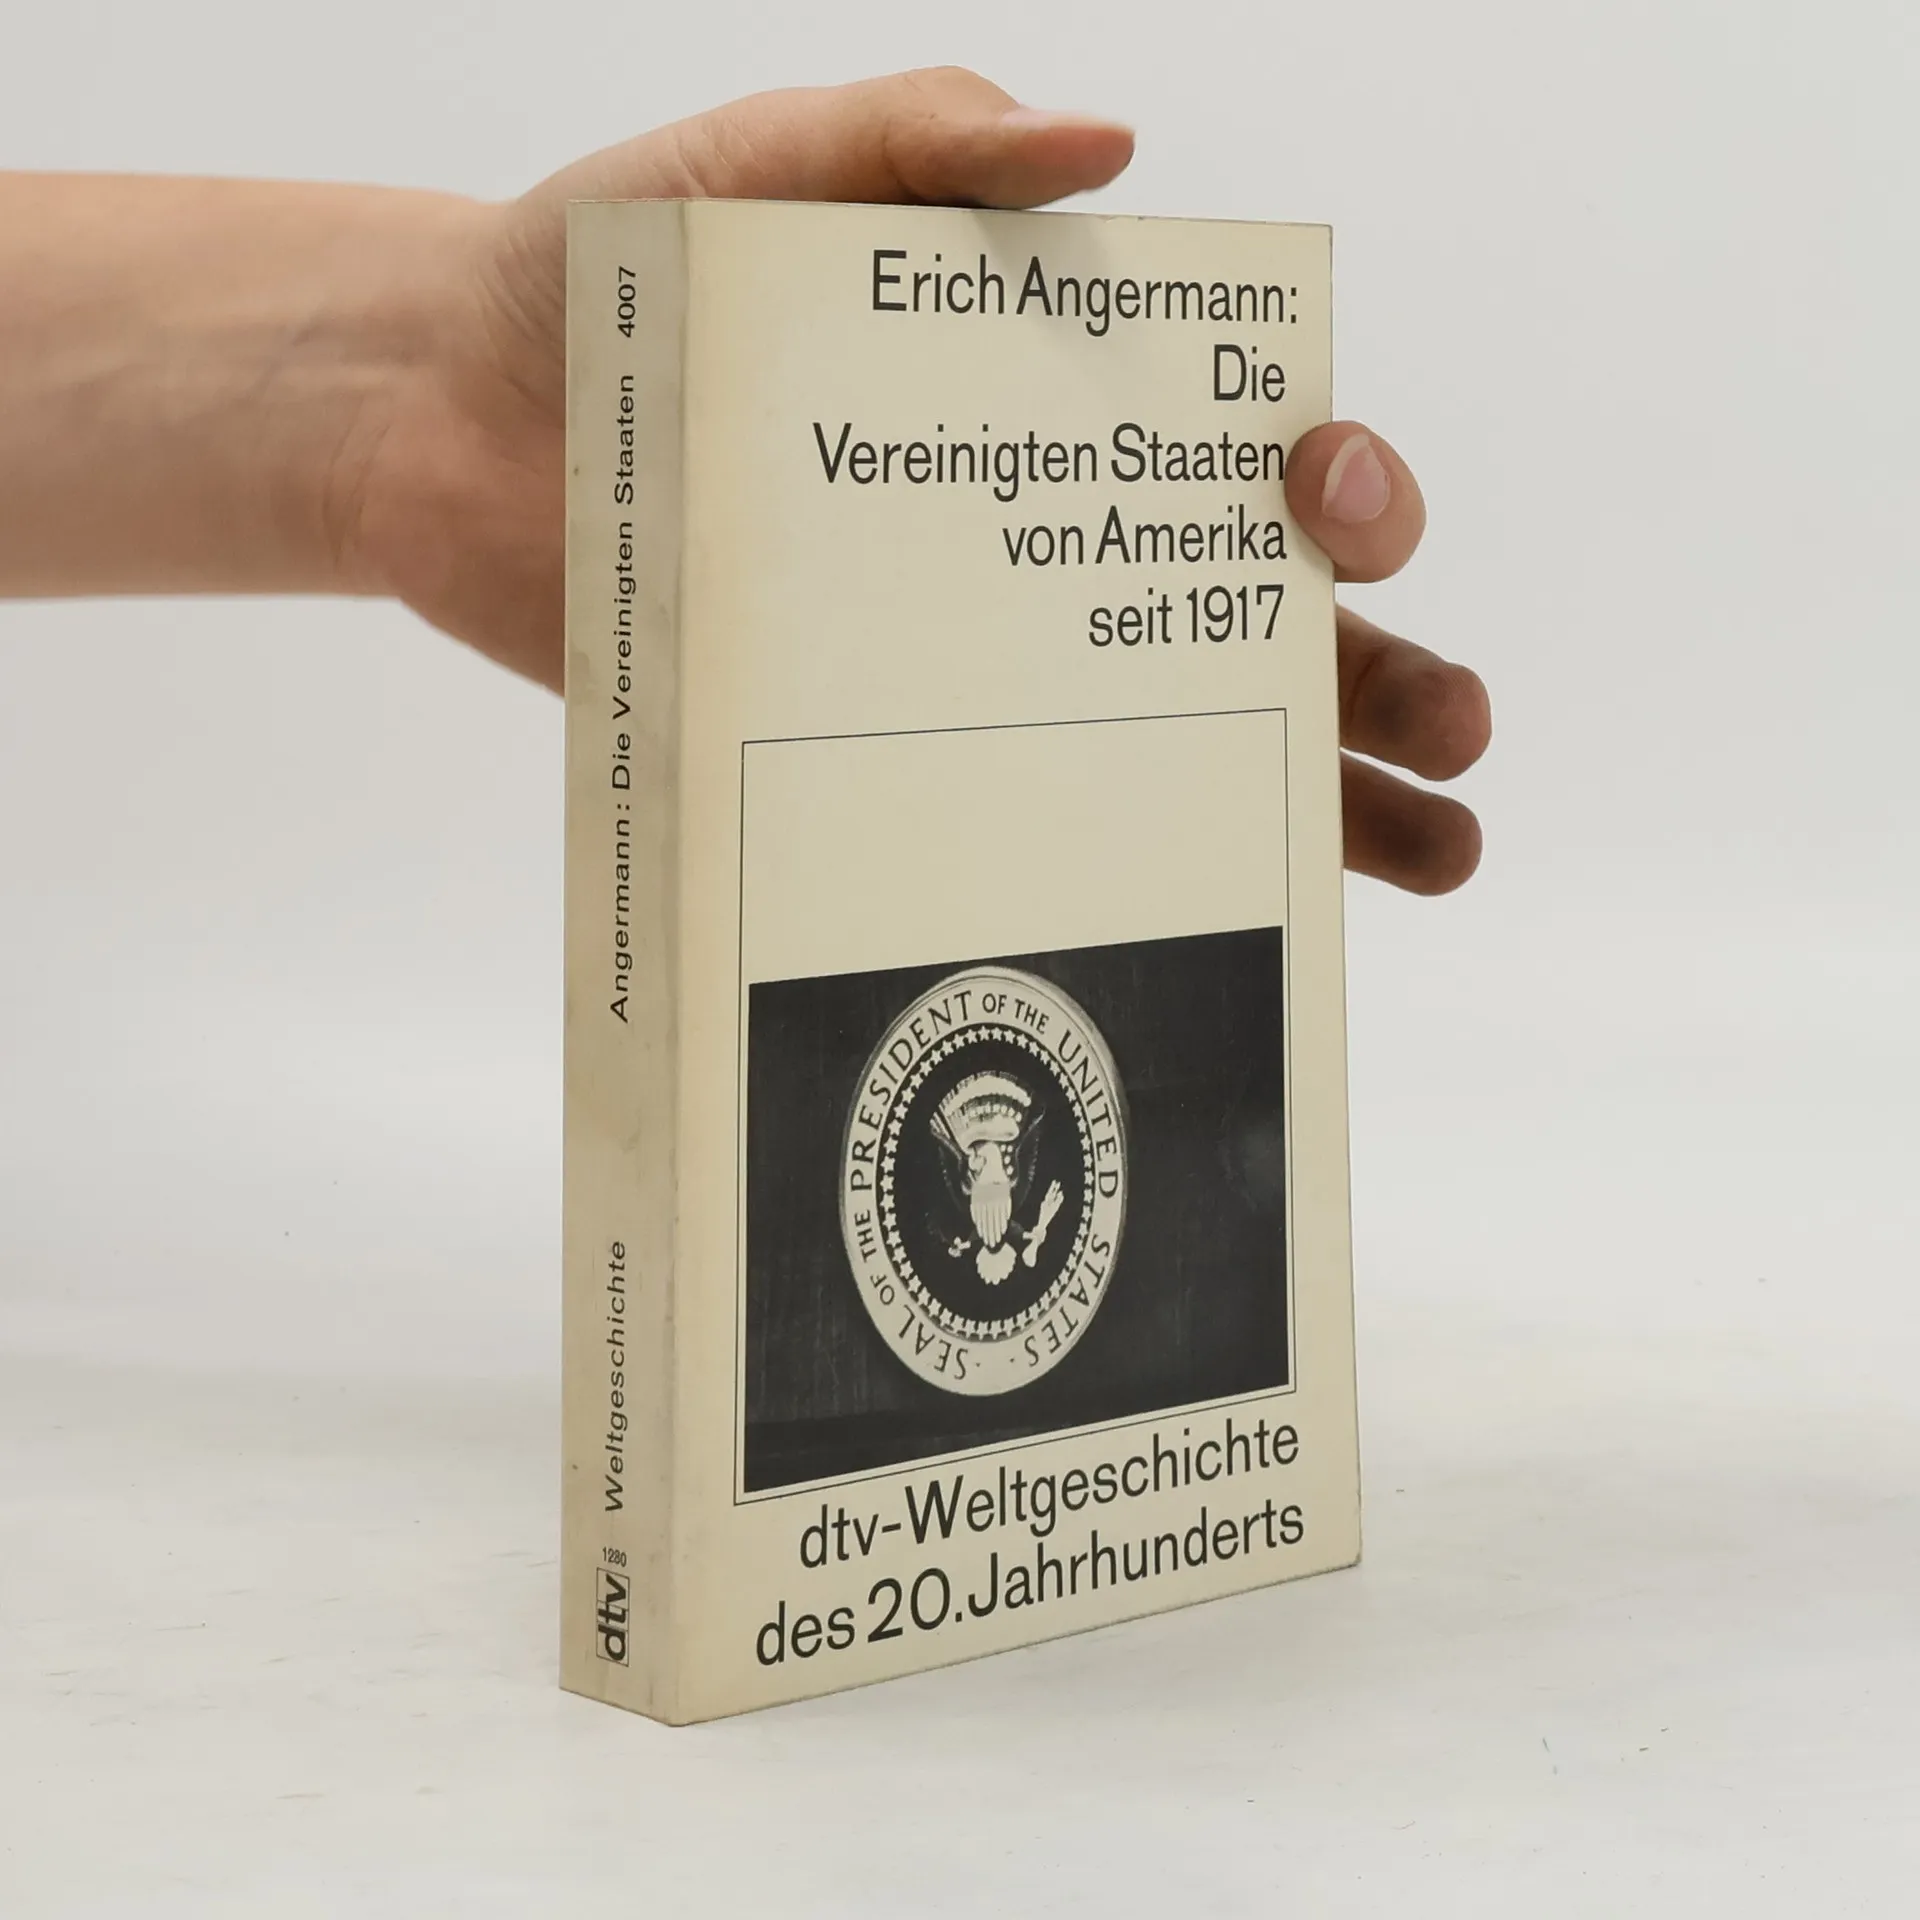 Erich Angermann:
Die
Vereinigten Staaten
von Amerika
seit 1917
SEAL OF THE PRESIDENT OF THE UNITED STATES
dtv-Weltgeschichte
des 20. Jahrhunderts
Angermann: Die Vereinigten Staaten 4007
Weltgeschichte
1280
dtv